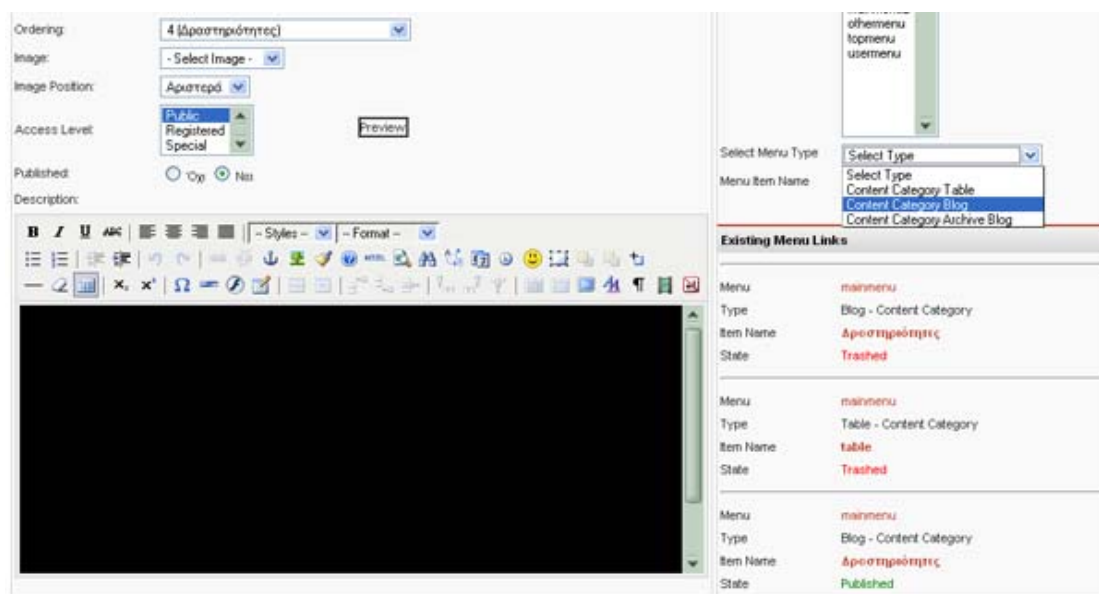 Ordering:
4 (Δραστηριότητες)
Image:
- Select Image -
Image Position:
Αριστερά
Access Level:
Public
Registered
Special
Preview
Published:
Όχι
Ναι
Description:
B I U ABC
-- Styles --
-- Format --
HTML
othermenu
topmenu
usermenu
Select Menu Type
Select Type
Menu Item Name
Select Type
Content Category Table
Content Category Blog
Content Category Archive Blog
Existing Menu Links
Menu mainmenu
Type Blog - Content Category
Item Name Δραστηριότητες
State Trashed
Menu mainmenu
Type Table - Content Category
Item Name table
State Trashed
Menu mainmenu
Type Blog - Content Category
Item Name Δραστηριότητες
State Published